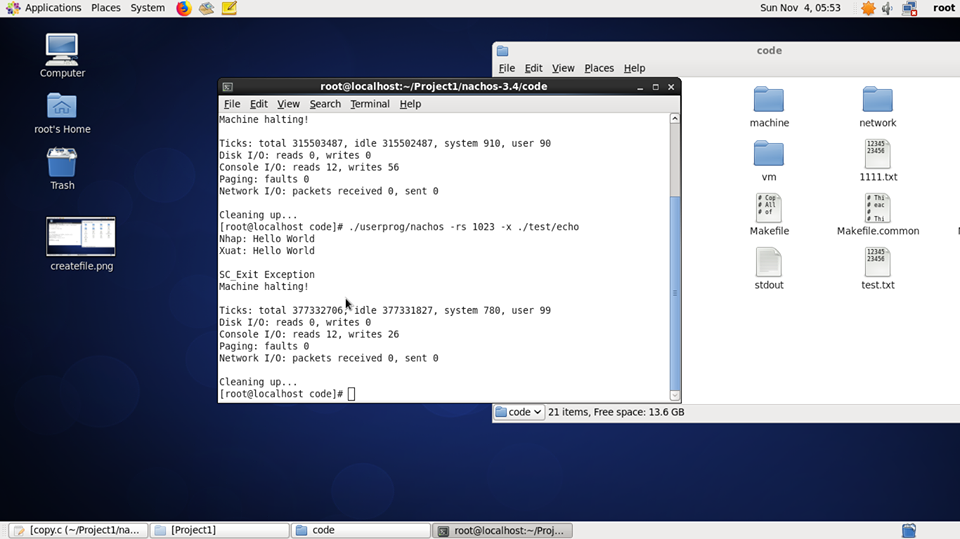 Applications Places System
Sun Nov 4, 05:53 root
Computer
root's Home
Trash
createfile.png
code
File Edit View Places Help
machine
network
vm
1111.txt
Makefile
Makefile.common
stdout
test.txt
code 21 items, Free space: 13.6 GB
root@localhost:~/Project1/nachos-3.4/code
File Edit View Search Terminal Help
Machine halting!
Ticks: total 315503487, idle 315502487, system 910, user 90
Disk I/O: reads 0, writes 0
Console I/O: reads 12, writes 56
Paging: faults 0
Network I/O: packets received 0, sent 0
Cleaning up...
[root@localhost code]# ./userprog/nachos -rs 1023 -x ./test/echo
Nhap: Hello World
Xuat: Hello World
SC_Exit Exception
Machine halting!
Ticks: total 377332706, idle 377331827, system 780, user 99
Disk I/O: reads 0, writes 0
Console I/O: reads 12, writes 26
Paging: faults 0
Network I/O: packets received 0, sent 0
Cleaning up...
[root@localhost code]#
[copy.c (~/Project1/na...
[Project1]
code
root@localhost:~/Proj...